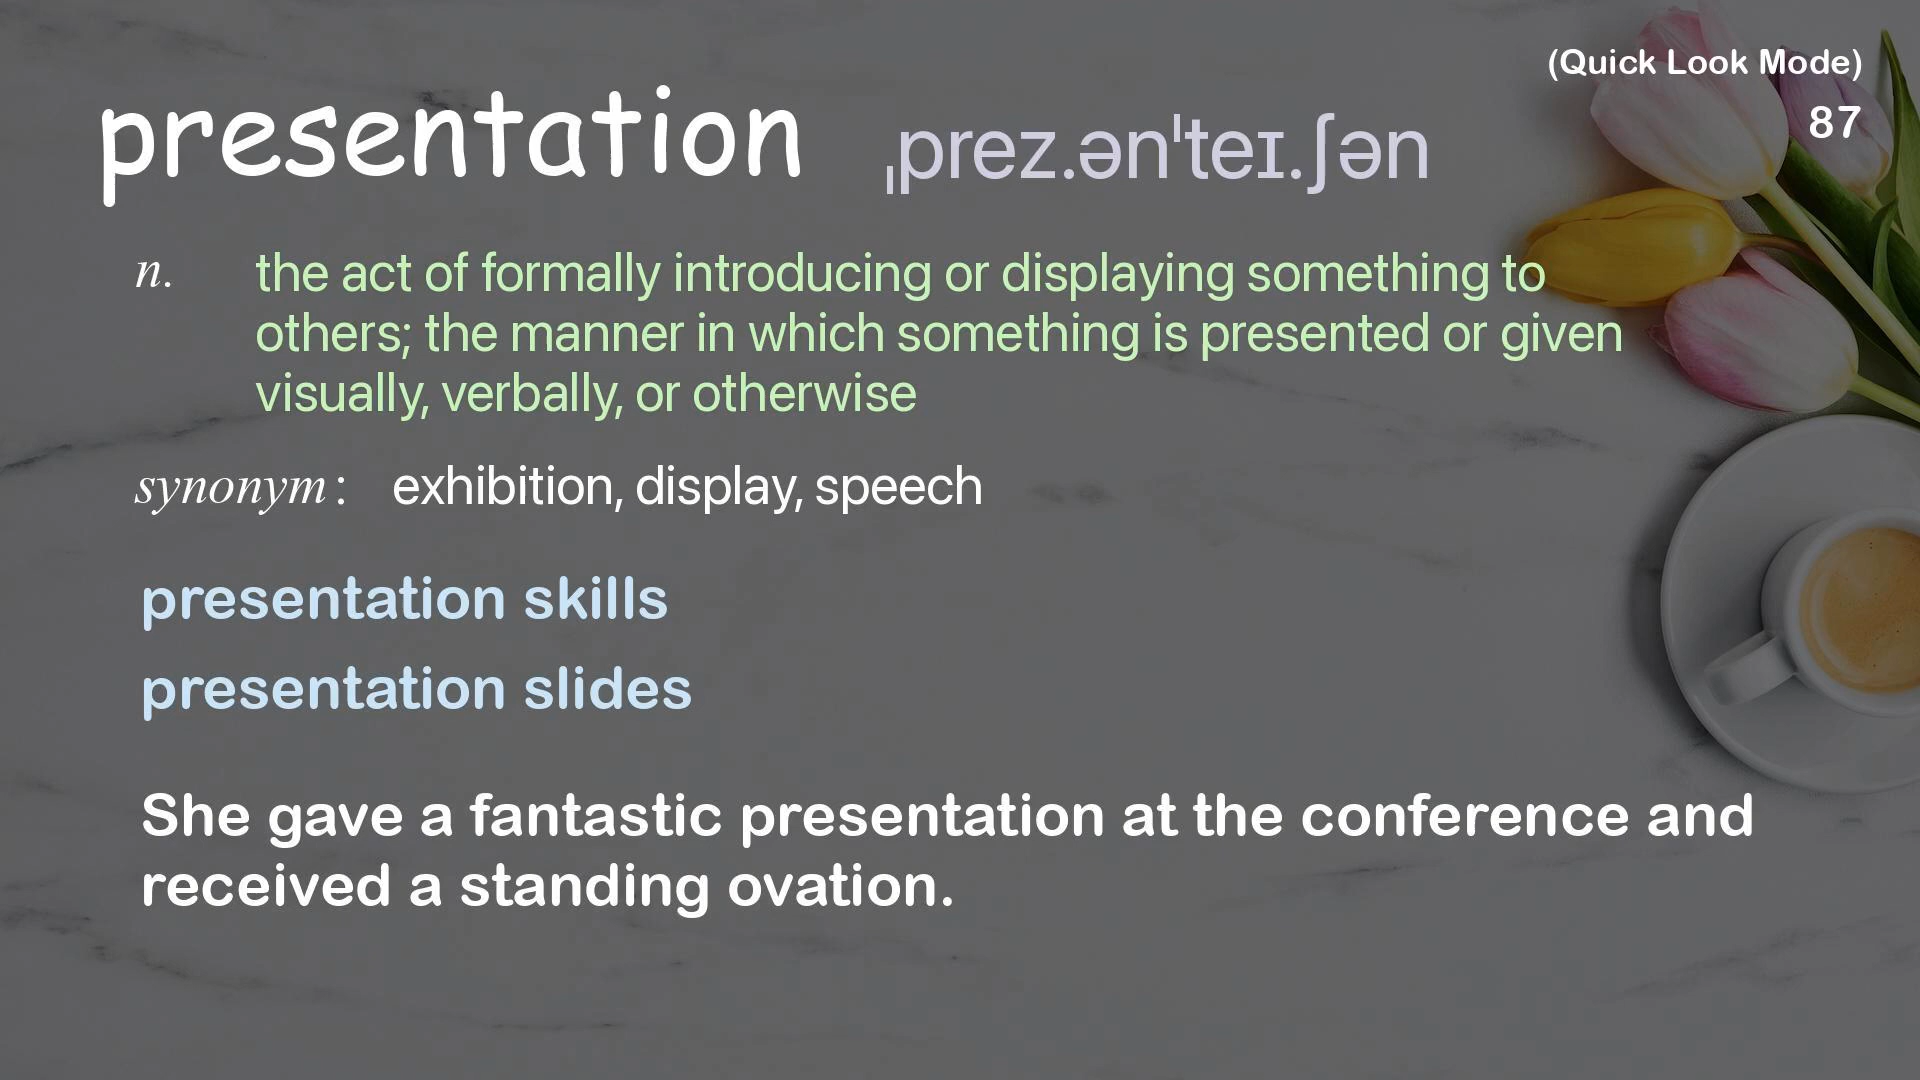 (Quick Look Mode)
87
presentation ˌprez.ənˈteɪ.ʃən
n. the act of formally introducing or displaying something to
others; the manner in which something is presented or given
visually, verbally, or otherwise
synonym: exhibition, display, speech
presentation skills
presentation slides
She gave a fantastic presentation at the conference and
received a standing ovation.